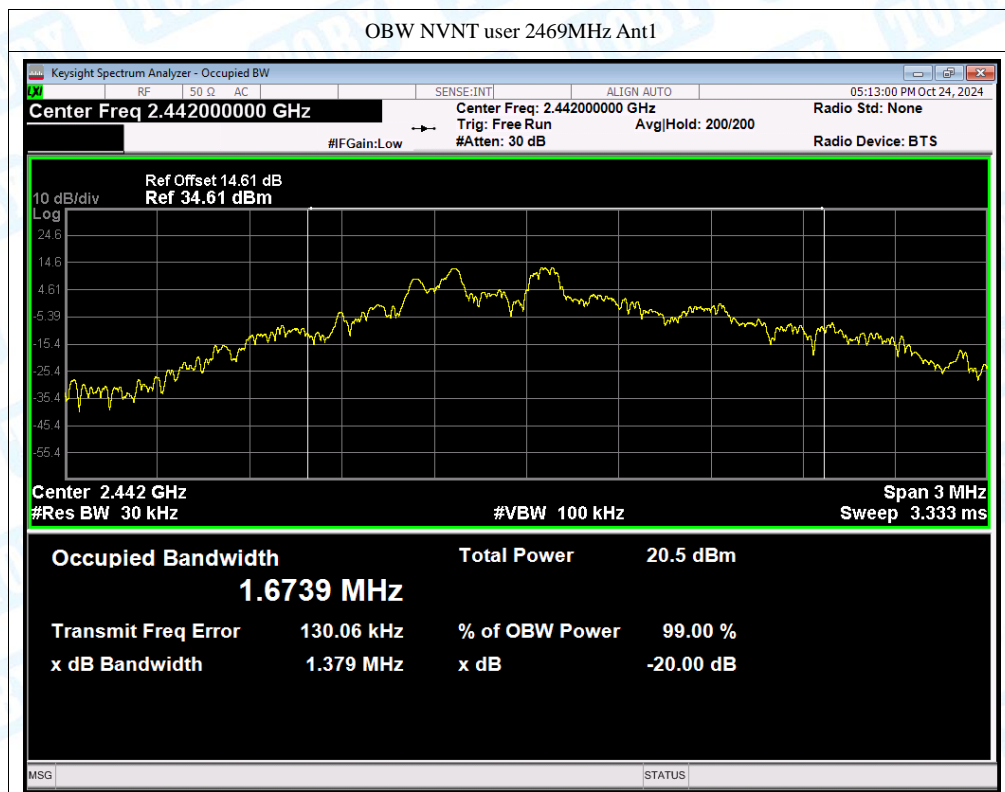 OBW NVNT user 2469MHz Ant1
Keysight Spectrum Analyzer - Occupied BW
LXI RF 50 Ω AC SENSE:INT ALIGN AUTO 05:13:00 PM Oct 24, 2024
Center Freq 2.442000000 GHz Center Freq: 2.442000000 GHz Radio Std: None
Trig: Free Run Avg|Hold: 200/200
#IFGain:Low #Atten: 30 dB Radio Device: BTS
Ref Offset 14.61 dB
10 dB/div Ref 34.61 dBm
Log
24.6
14.6
4.61
-5.39
-15.4
-25.4
-35.4
-45.4
-55.4
Center 2.442 GHz Span 3 MHz
#Res BW 30 kHz #VBW 100 kHz Sweep 3.333 ms
Occupied Bandwidth Total Power 20.5 dBm
1.6739 MHz
Transmit Freq Error 130.06 kHz % of OBW Power 99.00 %
x dB Bandwidth 1.379 MHz x dB -20.00 dB
MSG STATUS
TOBY